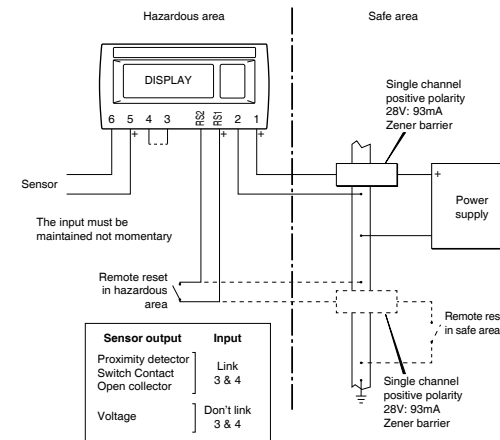 Hazardous area
Safe area
DISPLAY
6 5 4 3 RS2 RS1 2 1
+ + +
Single channel
positive polarity
28V: 93mA
Zener barrier
Sensor
+
Power
supply
The input must be
maintained not momentary
Remote reset
in hazardous
area
Remote res
in safe area
Sensor output Input
Proximity detector
Switch Contact
Open collector
Link
3 & 4
Voltage
Don't link
3 & 4
Single channel
positive polarity
28V: 93mA
Zener barrier